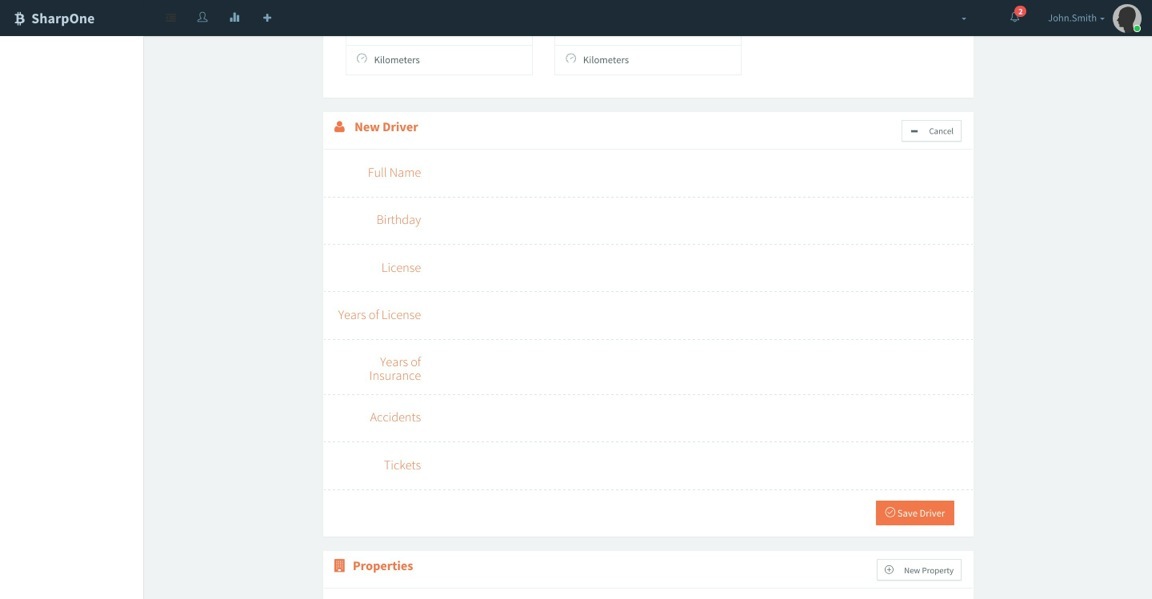 SharpOne
2
John.Smith
Kilometers
Kilometers
New Driver
Cancel
Full Name
Birthday
License
Years of License
Years of
Insurance
Accidents
Tickets
Save Driver
Properties
New Property